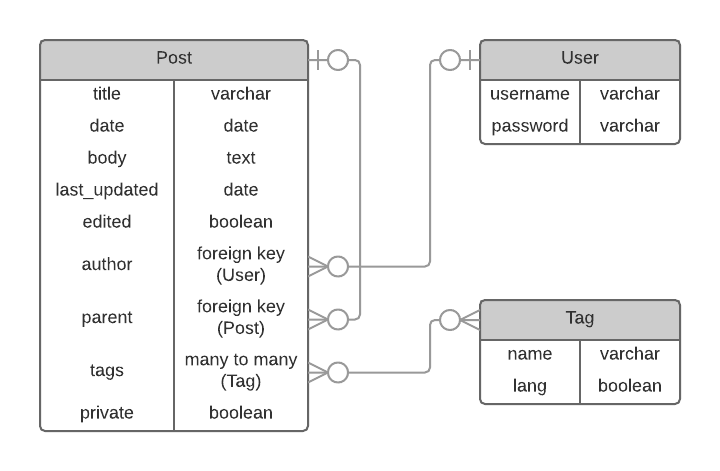 Post
title varchar
date date
body text
last_updated date
edited boolean
author foreign key
(User)
parent foreign key
(Post)
tags many to many
(Tag)
private boolean
User
username varchar
password varchar
Tag
name varchar
lang boolean